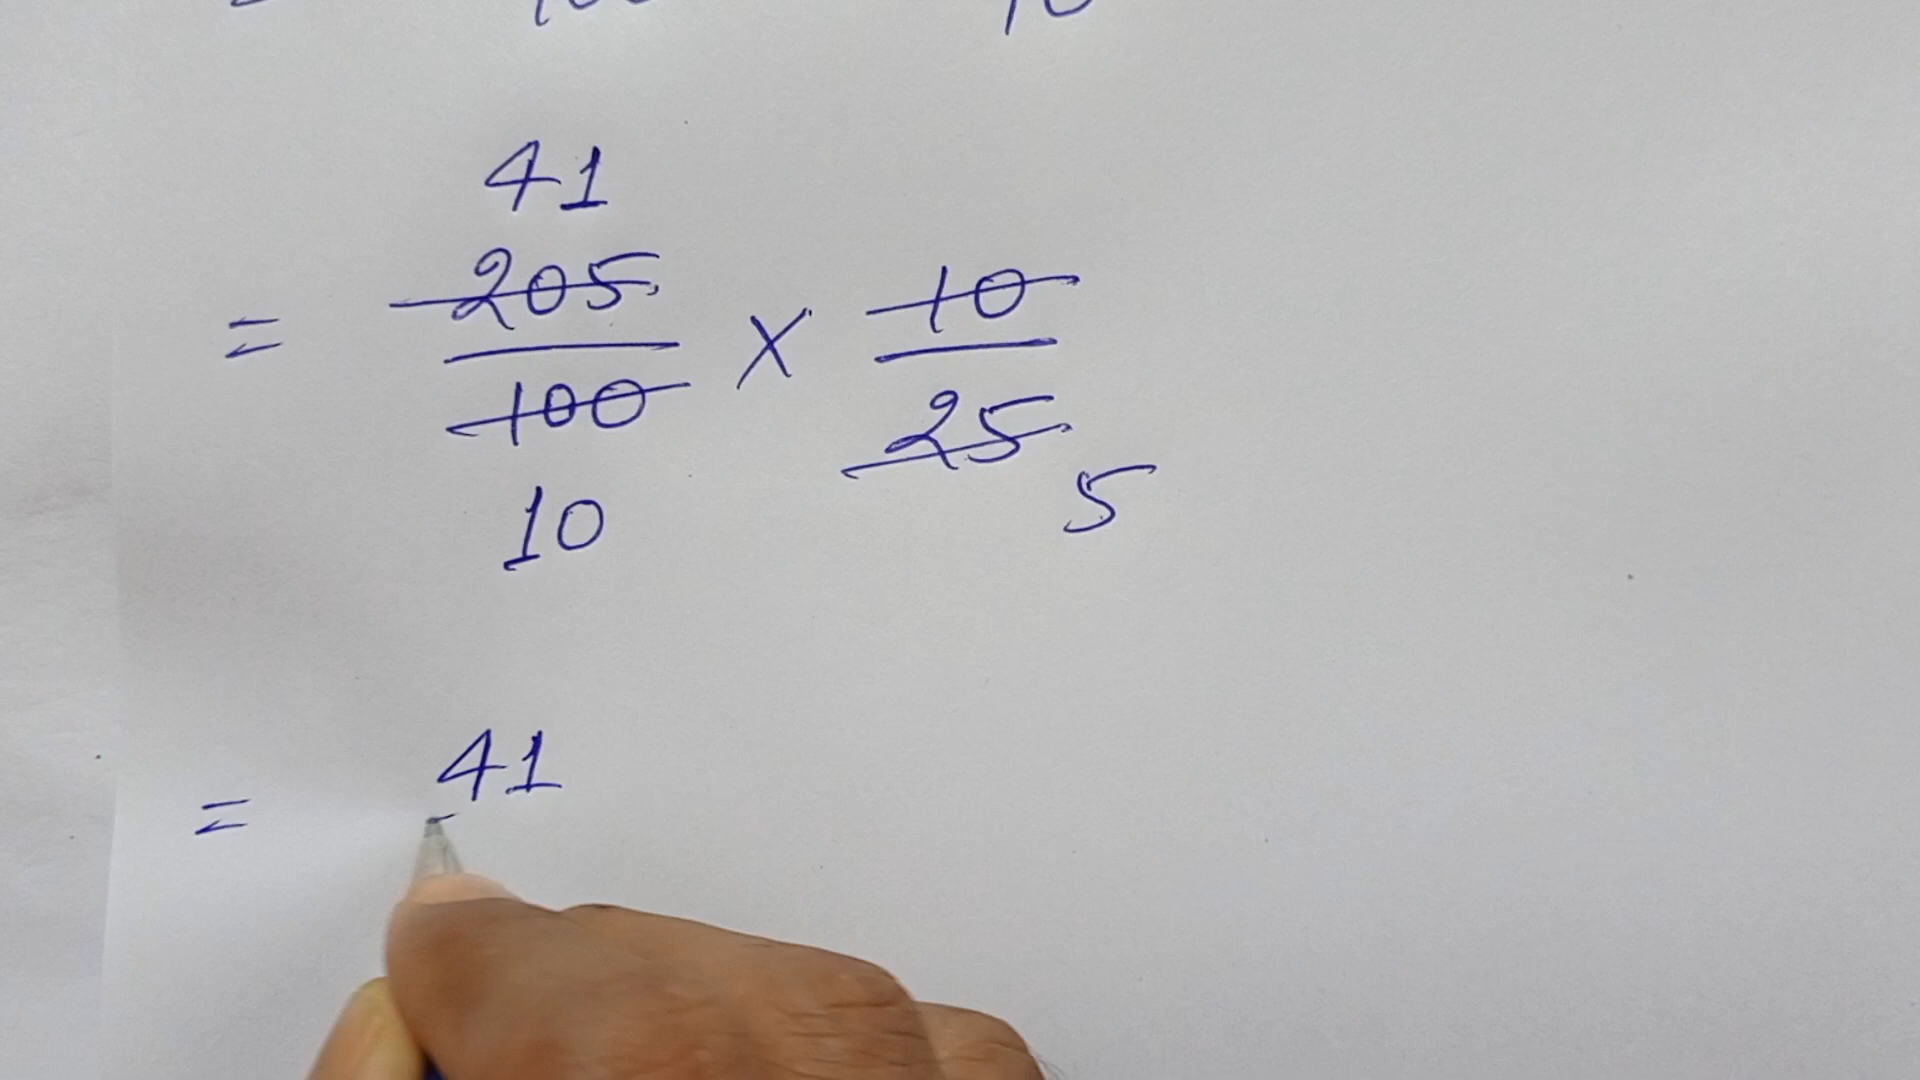 41
= 205/100 × 10/25
10 5
= 41